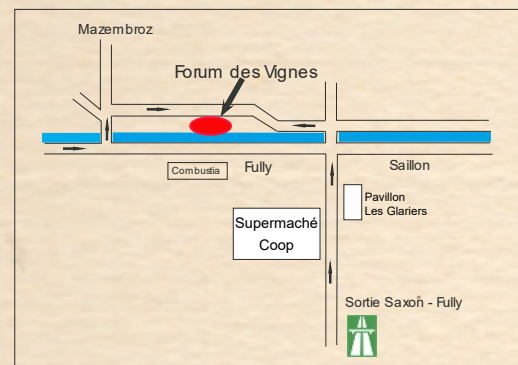 Mazembroz
Forum des Vignes
Combustia
Fully
Saillon
Pavillon
Les Glariers
Supermaché
Coop
Sortie Saxon - Fully